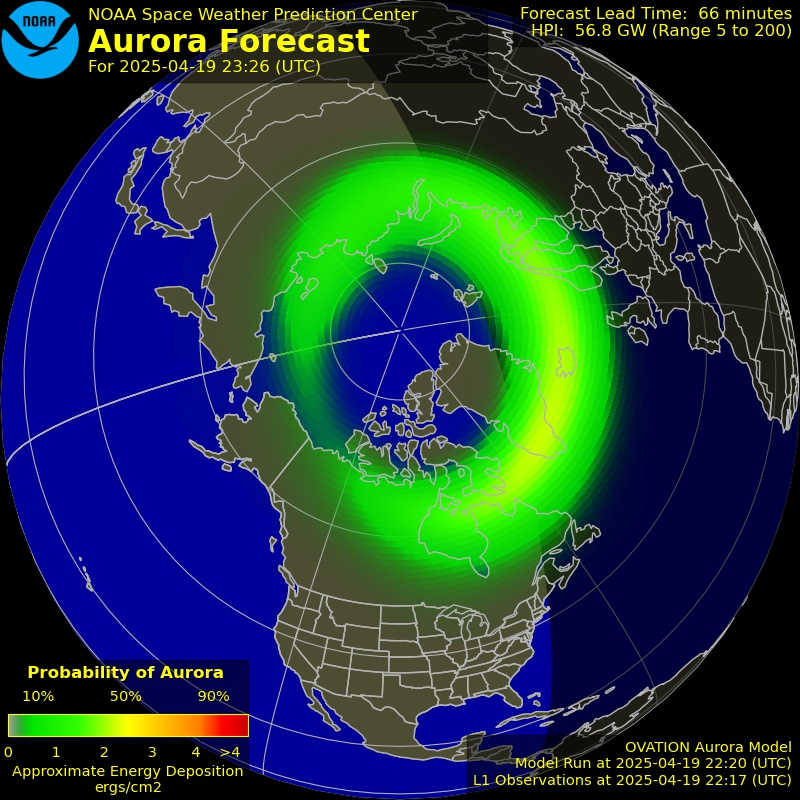 NOAA
NOAA Space Weather Prediction Center
Aurora Forecast
For 2025-04-19 23:26 (UTC)
Forecast Lead Time: 66 minutes
HPI: 56.8 GW (Range 5 to 200)
Probability of Aurora
10% 50% 90%
0 1 2 3 4 >4
Approximate Energy Deposition
ergs/cm2
OVATION Aurora Model
Model Run at 2025-04-19 22:20 (UTC)
L1 Observations at 2025-04-19 22:17 (UTC)